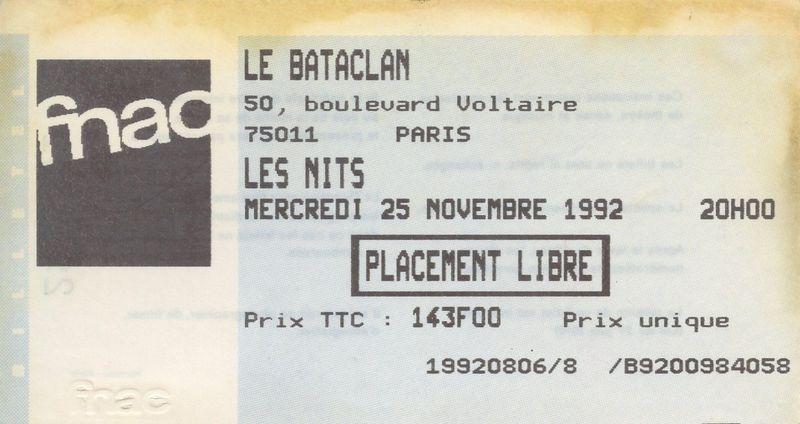 fnac
BILLETEL
LE BATACLAN
50, boulevard Voltaire
75011 PARIS
LES NITS
MERCREDI 25 NOVEMBRE 1992 20H00
PLACEMENT LIBRE
Prix TTC : 143F00 Prix unique
19920806/8 /B9200984058
fnac